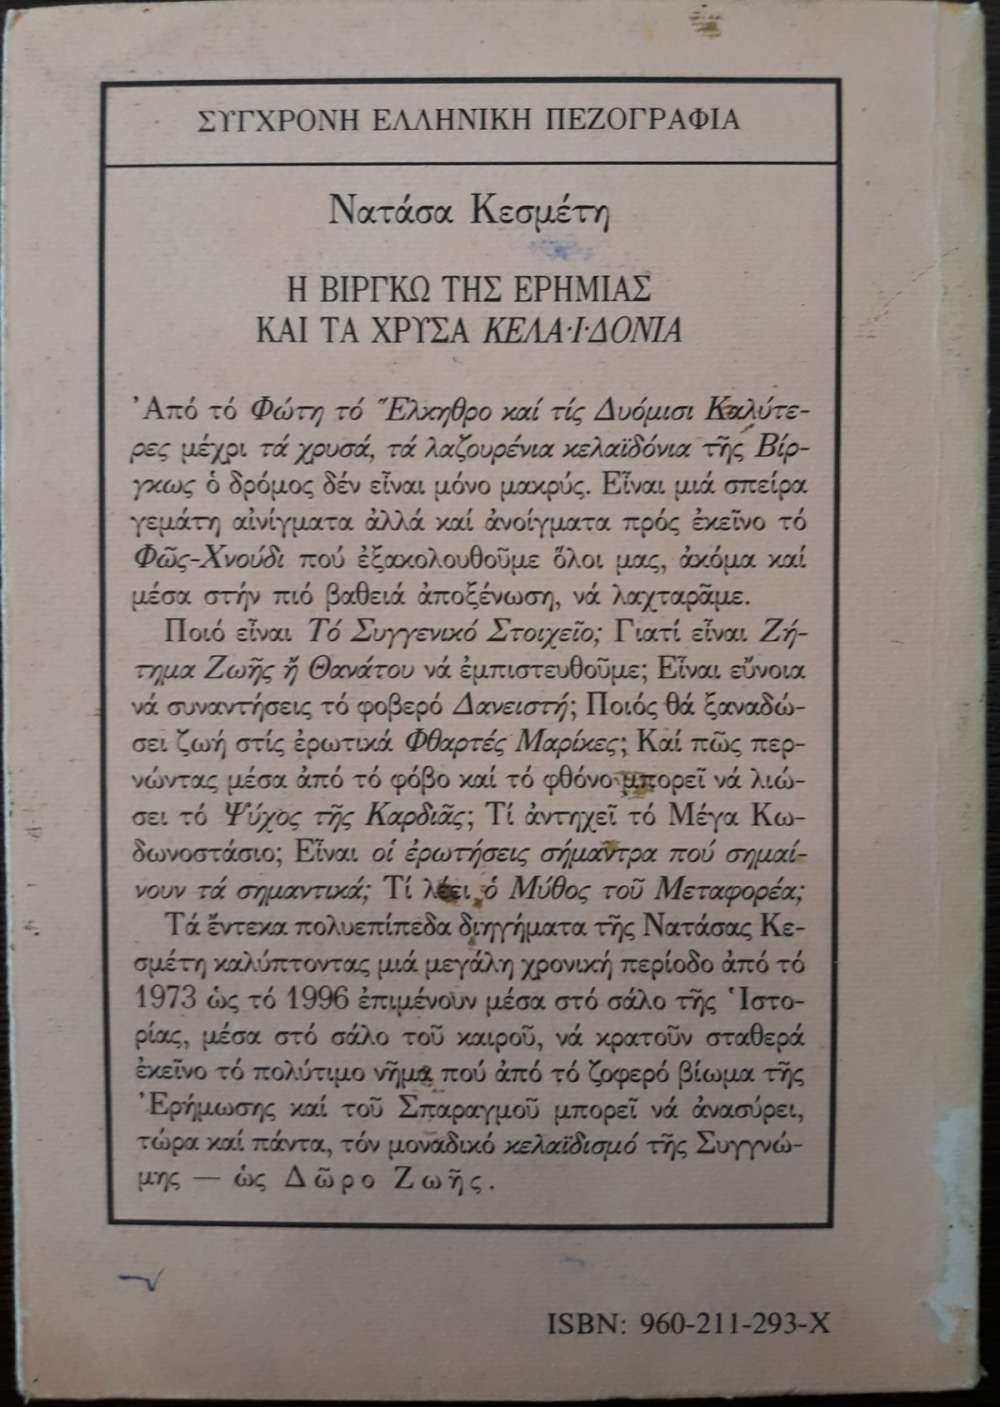 ΣΥΓΧΡΟΝΗ ΕΛΛΗΝΙΚΗ ΠΕΖΟΓΡΑΦΙΑ
Νατάσα Κεσμέτη
Η ΒΙΡΓΚΩ ΤΗΣ ΕΡΗΜΙΑΣ
ΚΑΙ ΤΑ ΧΡΥΣΑ ΚΕΛΑ·Ι·ΔΟΝΙΑ
Ἀπό τό Φώτη τό Ἕλκηθρο καί τίς Δυόμισι Καλύτε-
ρες μέχρι τά χρυσά, τά λαζουρένια κελαϊδόνια τῆς Βίρ-
γκως ὁ δρόμος δέν εἶναι μόνο μακρύς. Εἶναι μιά σπείρα
γεμάτη αἰνίγματα ἀλλά καί ἀνοίγματα πρός ἐκεῖνο τό
Φῶς-Χνούδι πού ἐξακολουθοῦμε ὅλοι μας, ἀκόμα καί
μέσα στήν πιό βαθειά ἀποξένωση, νά λαχταρᾶμε.
Ποιό εἶναι Τό Συγγενικό Στοιχεῖο; Γιατί εἶναι Ζή-
τημα Ζωῆς ἤ Θανάτου νά ἐμπιστευθοῦμε; Εἶναι εὔνοια
νά συναντήσεις τό φοβερό Δανειστή; Ποιός θά ξαναδώ-
σει ζωή στίς ἐρωτικά Φθαρτές Μαρίκες; Καί πῶς περ-
νώντας μέσα ἀπό τό φόβο καί τό φθόνο μπορεῖ νά λιώ-
σει τό Ψύχος τῆς Καρδιᾶς; Τί ἀντηχεῖ τό Μέγα Κω-
δωνοστάσιο; Εἶναι οἱ ἐρωτήσεις σήμαντρα πού σημαί-
νουν τά σημαντικά; Τί λέει ὁ Μύθος τοῦ Μεταφορέα;
Τά ἕντεκα πολυεπίπεδα διηγήματα τῆς Νατάσας Κε-
σμέτη καλύπτοντας μιά μεγάλη χρονική περίοδο ἀπό τό
1973 ὡς τό 1996 ἐπιμένουν μέσα στό σάλο τῆς Ἱστο-
ρίας, μέσα στό σάλο τοῦ καιροῦ, νά κρατοῦν σταθερά
ἐκεῖνο τό πολύτιμο νῆμα πού ἀπό τό ζοφερό βίωμα τῆς
Ἐρήμωσης καί τοῦ Σπαραγμοῦ μπορεῖ νά ἀνασύρει,
τώρα καί πάντα, τόν μοναδικό κελαϊδισμό τῆς Συγγνώ-
μης — ὡς Δῶρο Ζωῆς.
ISBN: 960-211-293-X